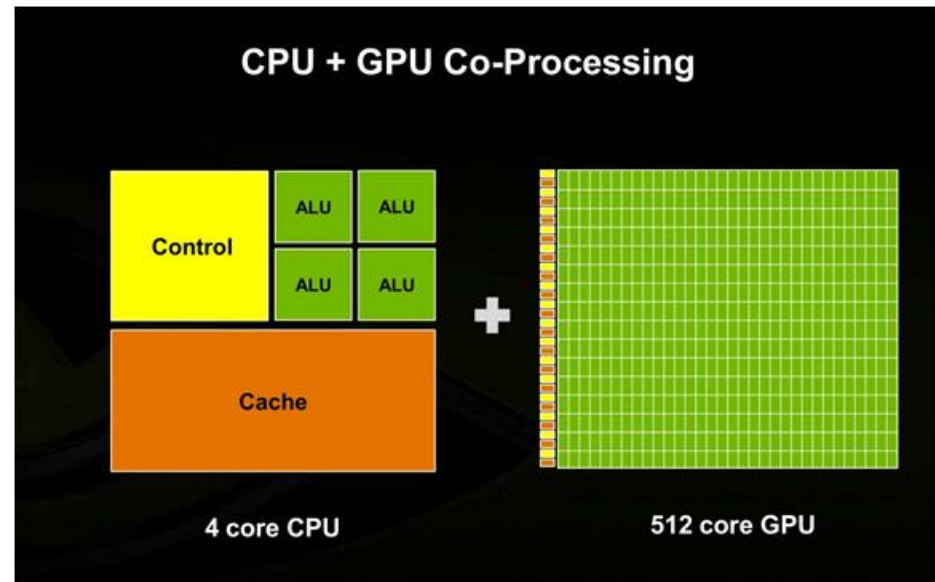 CPU + GPU Co-Processing
Control
ALU ALU
ALU ALU
Cache
4 core CPU
512 core GPU